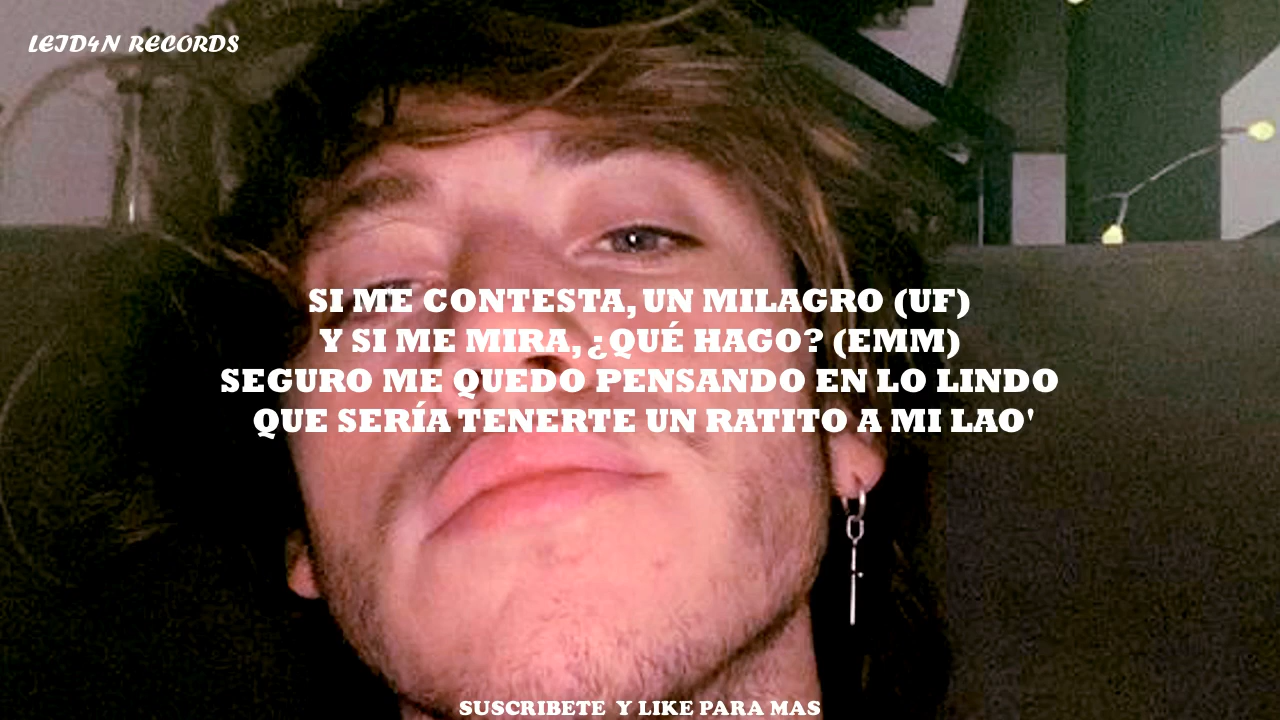 LEID4N RECORDS
SI ME CONTESTA, UN MILAGRO (UF)
Y SI ME MIRA, ¿QUÉ HAGO? (EMM)
SEGURO ME QUEDO PENSANDO EN LO LINDO
QUE SERÍA TENERTE UN RATITO A MI LAO'
SUSCRIBETE Y LIKE PARA MAS